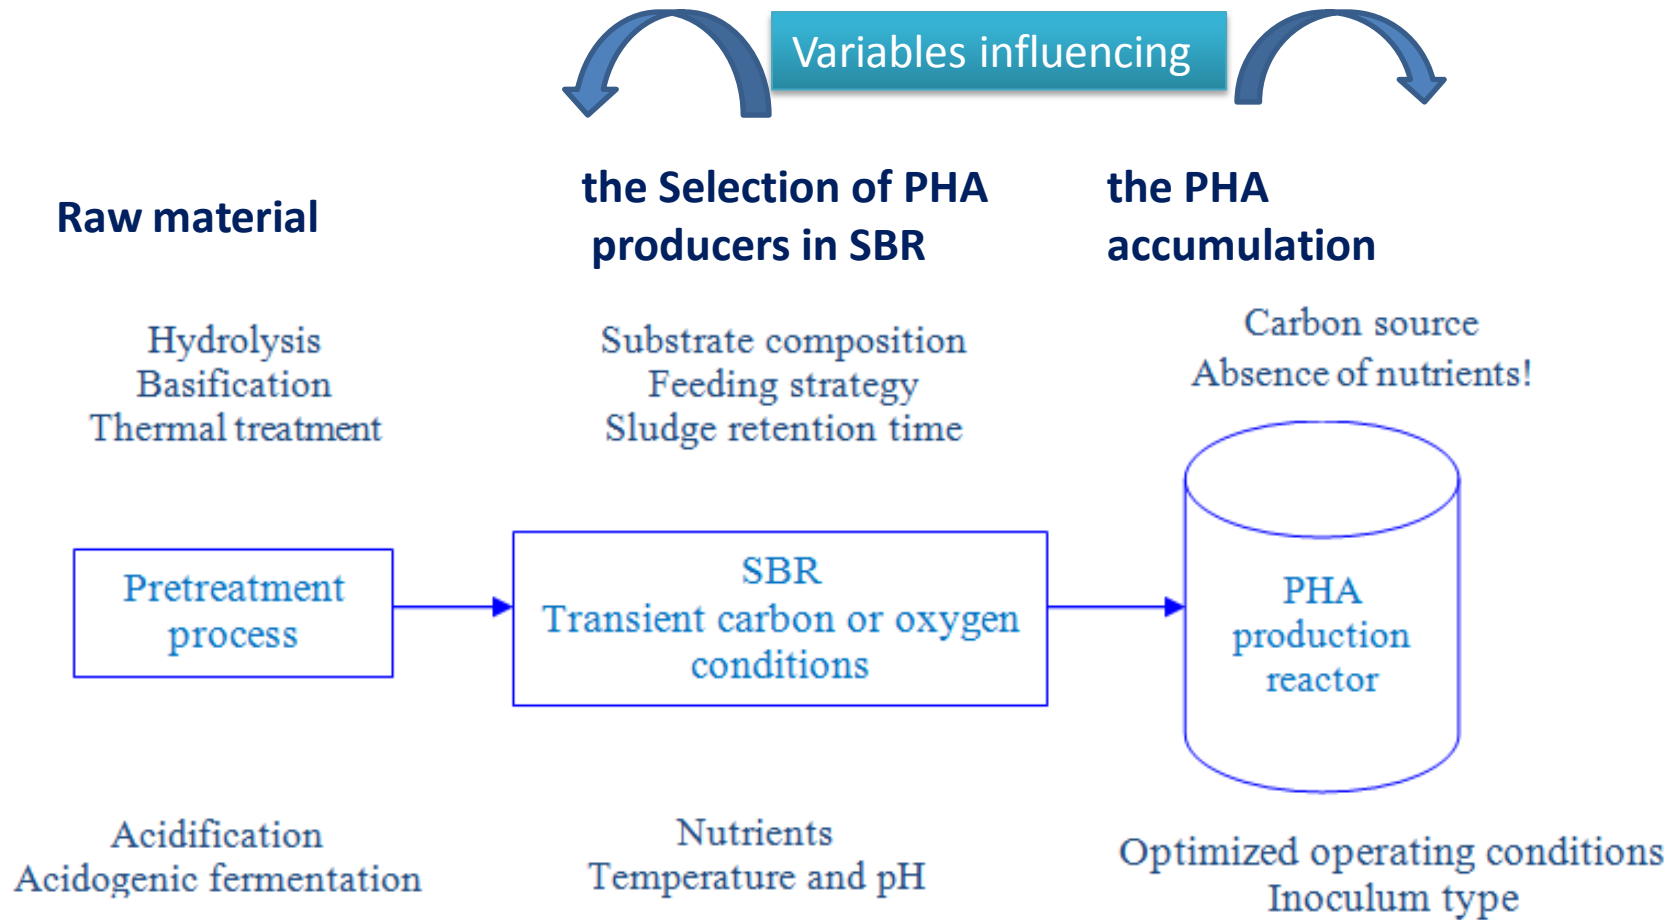 Variables influencing
Raw material
the Selection of PHA
producers in SBR
the PHA
accumulation
Hydrolysis
Basification
Thermal treatment
Substrate composition
Feeding strategy
Sludge retention time
Carbon source
Absence of nutrients!
Pretreatment
process
SBR
Transient carbon or oxygen
conditions
PHA
production
reactor
Acidification
Acidogenic fermentation
Nutrients
Temperature and pH
Optimized operating conditions
Inoculum type